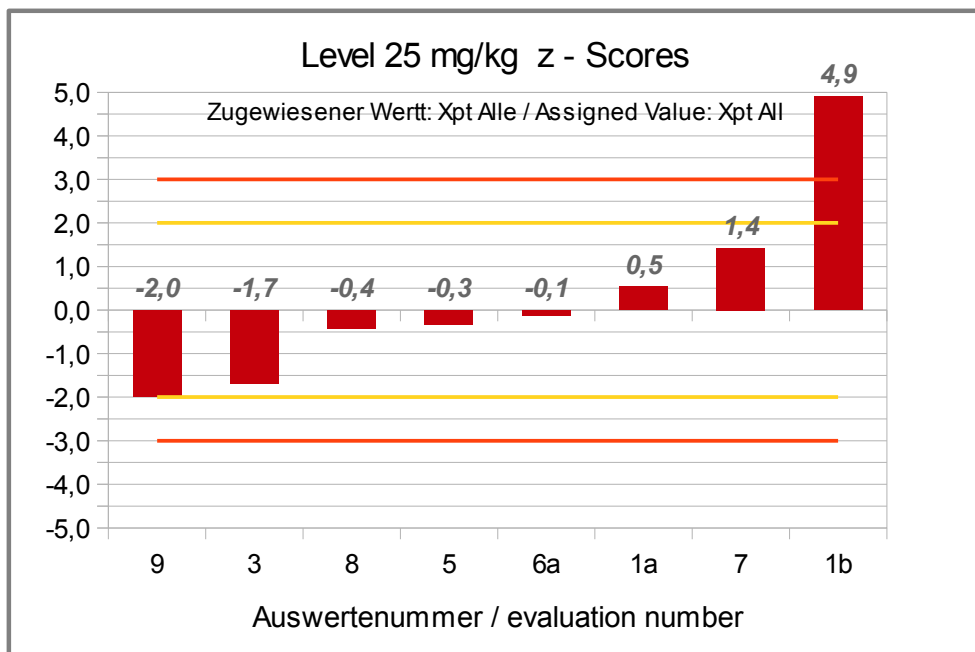 Level 25 mg/kg z - Scores
Zugewiesener Wertt: Xpt Alle / Assigned Value: Xpt All
5,0
4,0
3,0
2,0
1,0
0,0
-1,0
-2,0
-3,0
-4,0
-5,0
-2,0 -1,7 -0,4 -0,3 -0,1 0,5 1,4 4,9
9 3 8 5 6a 1a 7 1b
Auswertenummer / evaluation number